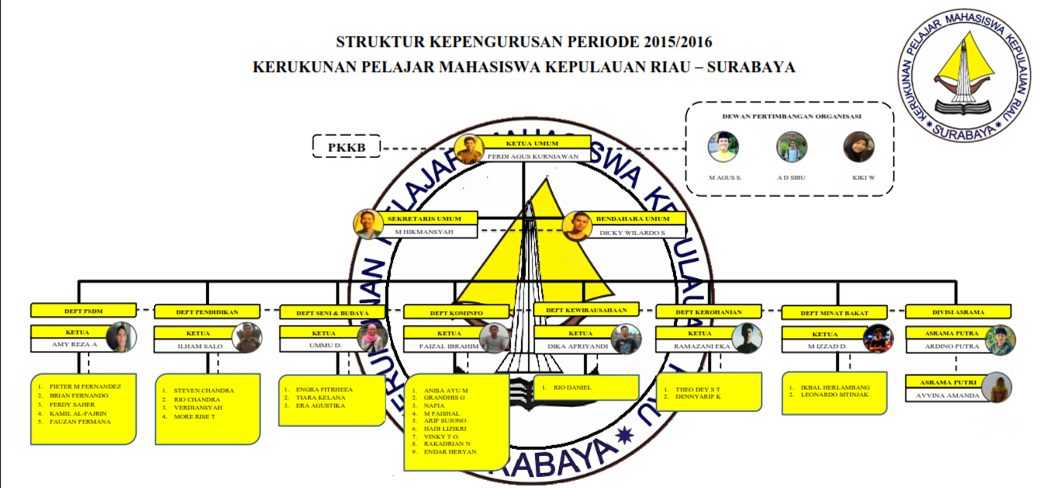 STRUKTUR KEPENGURUSAN PERIODE 2015/2016
KERUKUNAN PELAJAR MAHASISWA KEPULAUAN RIAU – SURABAYA
KERUKUNAN PELAJAR MAHASISWA KEPULAUAN RIAU
SURABAYA
DEWAN PERTIMBANGAN ORGANISASI
M AGUS S.
A D SIBU
KIKI W
PKKB
KETUA UMUM
FERDI AGUS KURNIAWAN
SEKRETARIS UMUM
M HIKMANSYAH
BENDAHARA UMUM
DICKY WILARDO S
DEPT PSDM
KETUA
AMY REZA A
1. PIETER M FERNANDEZ
2. BRIAN FERNANDO
3. FERDY SAHER
4. KAMIL AL-FAJRIN
5. FAUZAN PERMANA
DEPT PENDIDIKAN
KETUA
ILHAM SALO
1. STEVEN CHANDRA
2. RIO CHANDRA
3. VERDIANSYAH
4. MORE RISE T
DEPT SENI & BUDAYA
KETUA
UMMU D.
1. ENORA FITRHEEA
2. TIARA KELANA
3. ERA AGUSTIKA
DEPT KOMINFO
KETUA
FAIZAL IBRAHIM
1. ANISA AYU M
2. GRANDHIS G
3. NAFIA
4. M FAISHAL
5. ARIF SUJONO
6. HADI LIZIKRI
7. VINKY T O
8. RAKADRIAN N
9. ENDAR HERYAN
DEPT KEWIRAUSAHAAN
KETUA
DIKA AFRIYANDI
1. RIO DANIEL
DEPT KEROHANIAN
KETUA
RAMAZANI EKA
1. THEO DEY S T
2. DENNYARIF K
DEPT MINAT BAKAT
KETUA
M IZZAD D.
1. IKBAL HERLAMBANG
2. LEONARDO SITINJAK
DIVISI ASRAMA
ASRAMA PUTRA
ARDINO PUTRA
ASRAMA PUTRI
AVVINA AMANDA
SURABAYA